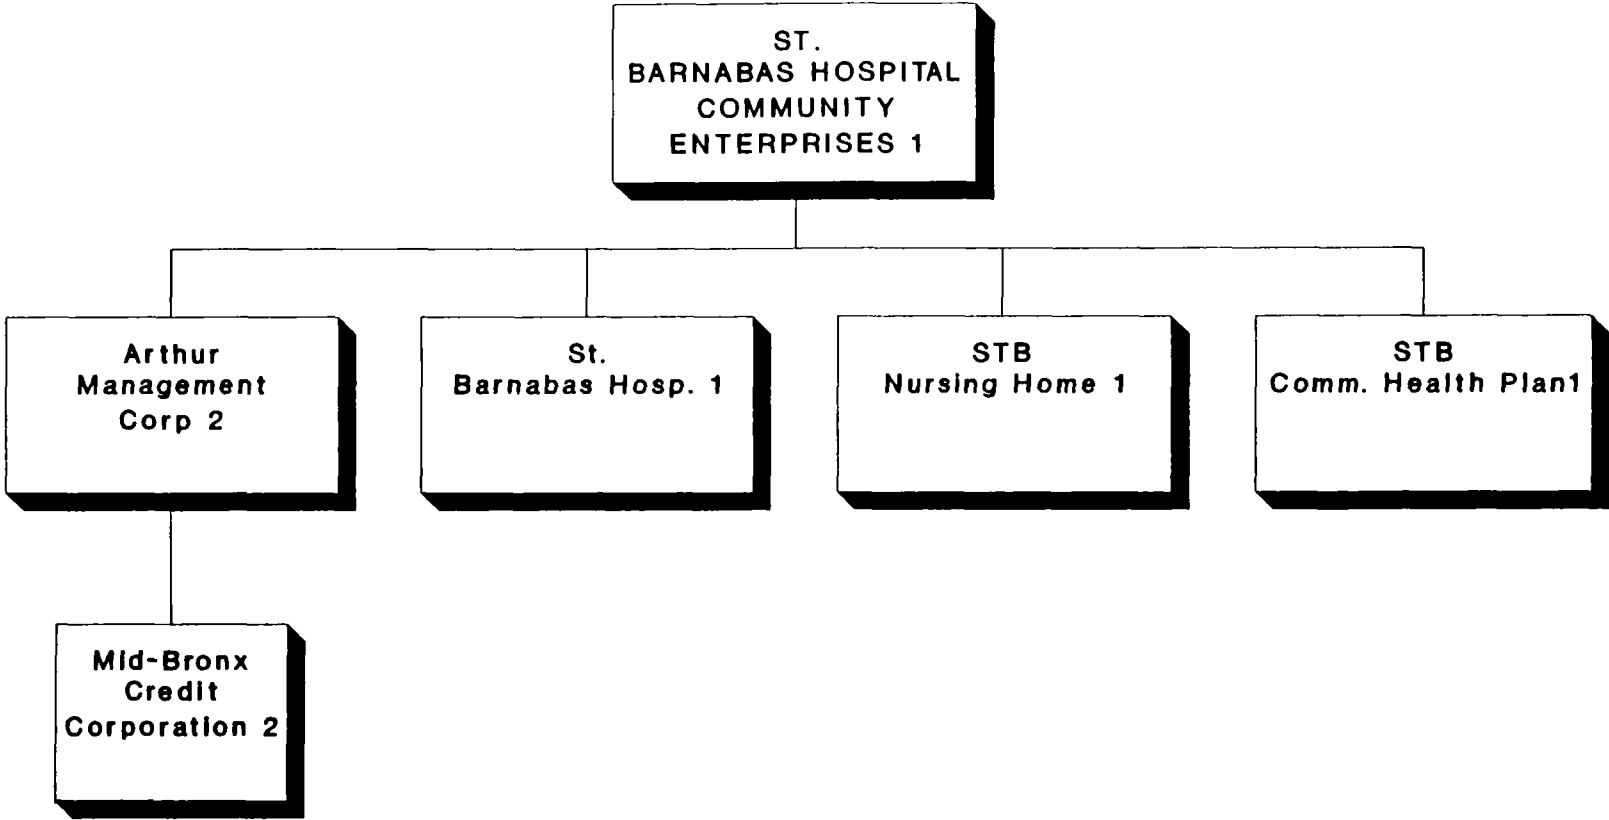 ST.
BARNABAS HOSPITAL
COMMUNITY
ENTERPRISES 1
Arthur
Management
Corp 2
St.
Barnabas Hosp. 1
STB
Nursing Home 1
STB
Comm. Health Plan1
Mid-Bronx
Credit
Corporation 2